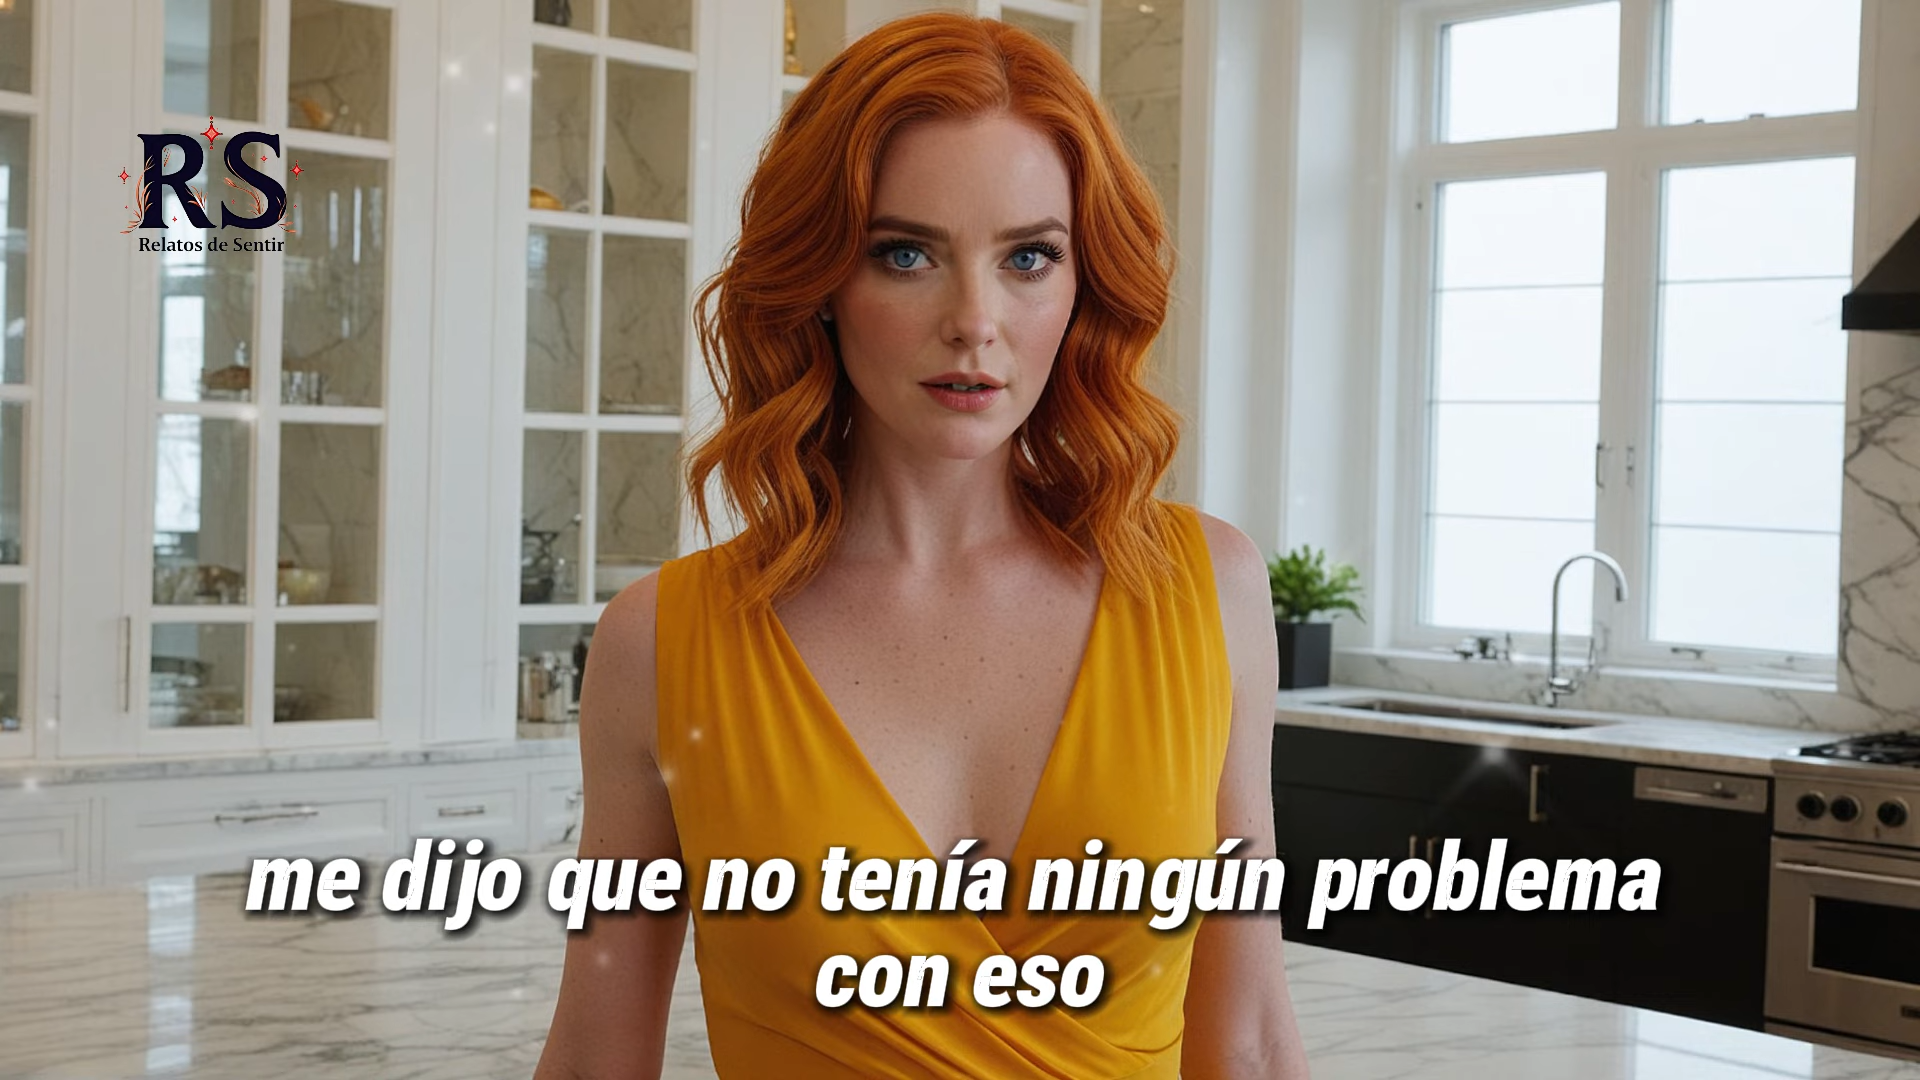 RS
Relatos de Sentir
me dijo que no tenía ningún problema
con eso